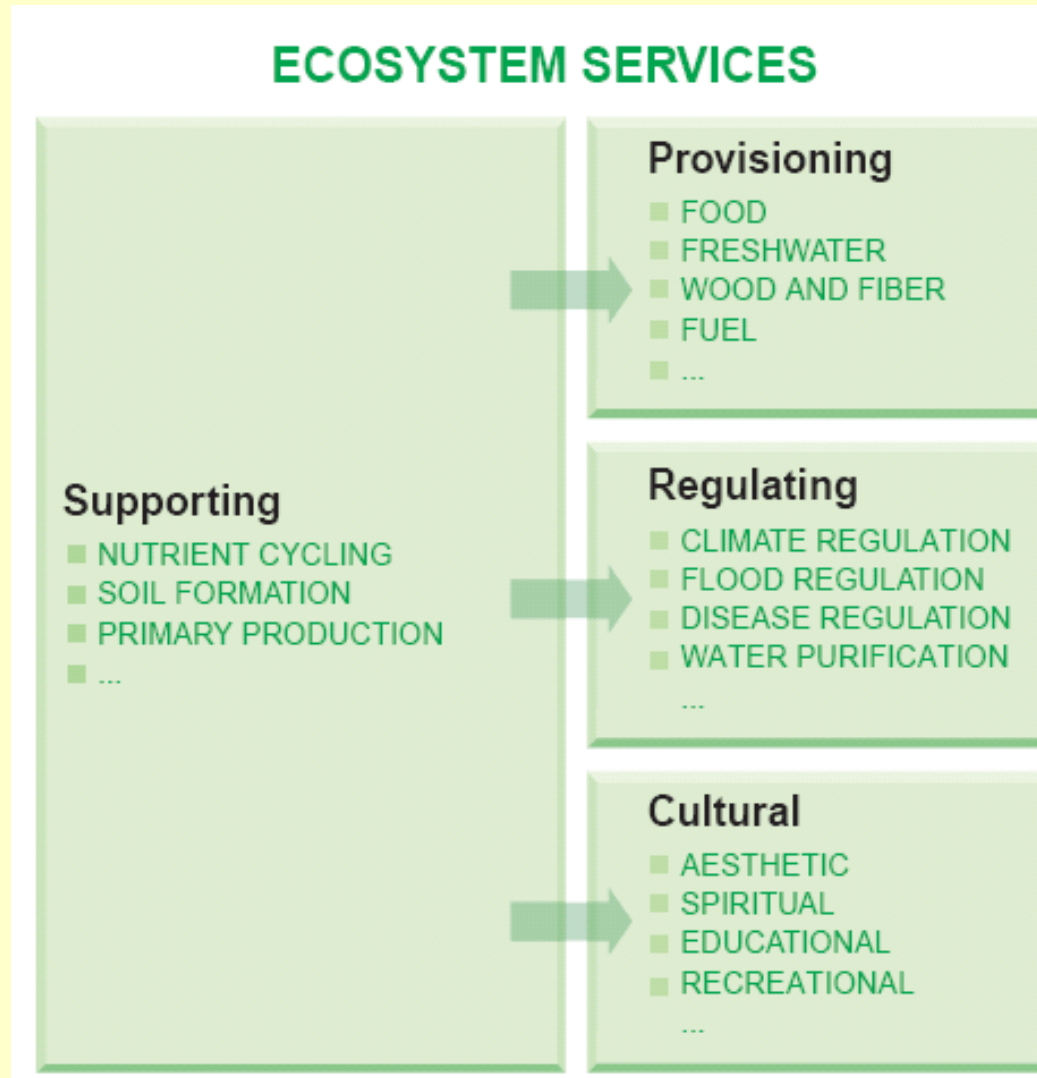 ECOSYSTEM SERVICES
Supporting
NUTRIENT CYCLING
SOIL FORMATION
PRIMARY PRODUCTION
...
Provisioning
FOOD
FRESHWATER
WOOD AND FIBER
FUEL
...
Regulating
CLIMATE REGULATION
FLOOD REGULATION
DISEASE REGULATION
WATER PURIFICATION
...
Cultural
AESTHETIC
SPIRITUAL
EDUCATIONAL
RECREATIONAL
...